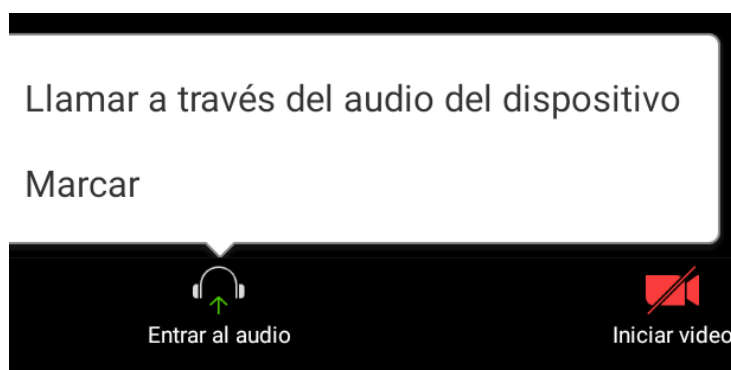 Llamar a través del audio del dispositivo
Marcar
Entrar al audio
Iniciar video